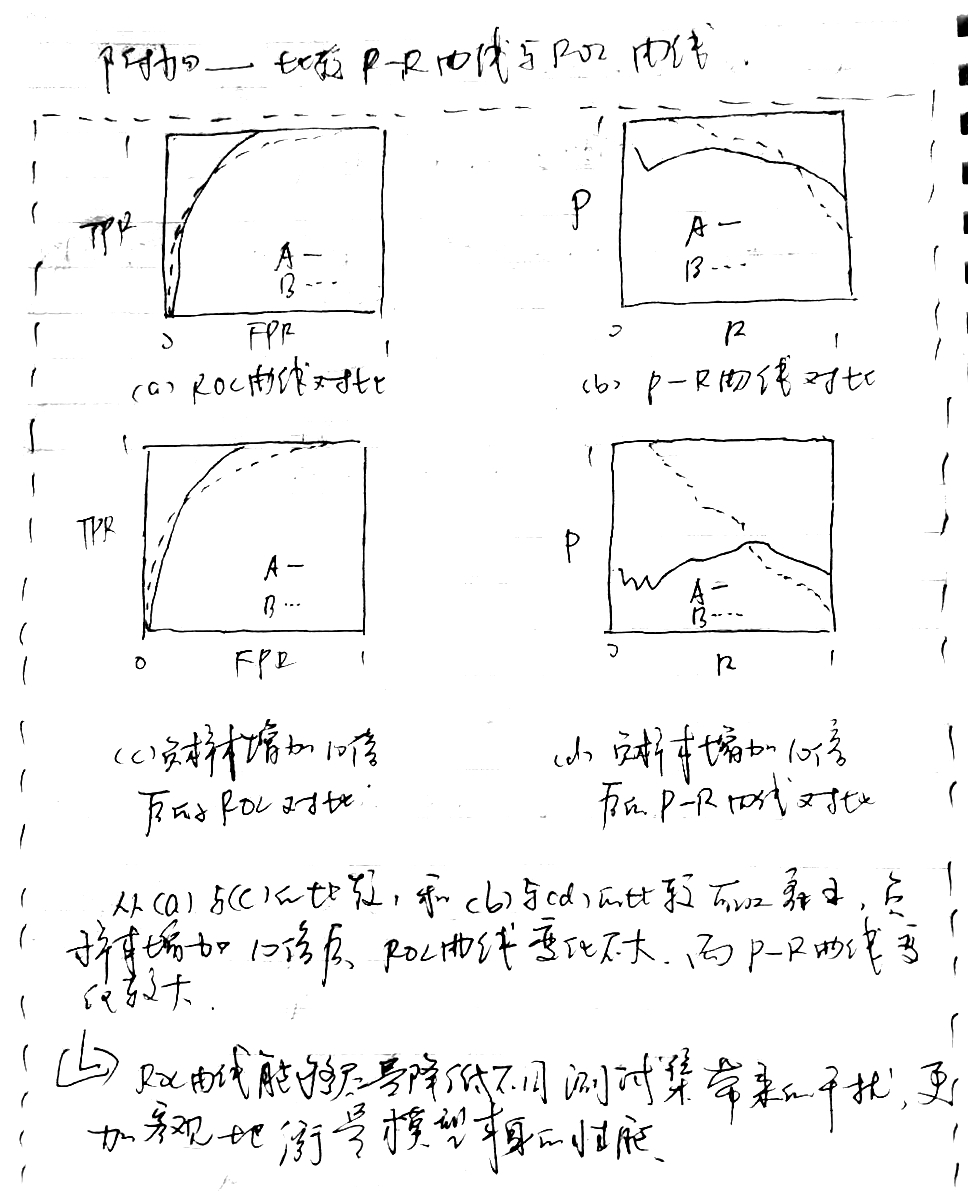 附加一 比较P-R曲线与ROC曲线.
1 1
TPR P
A — A —
B --- B ----
0 FPR 1 0 R 1
(a) ROC曲线对比 (b) P-R曲线对比
1 1
TPR P
A — A —
B --- B ----
0 FPR 1 0 R 1
(c) 负样本增加10倍 (d) 负样本增加10倍
后的ROC对比 后的P-R曲线对比
从(a)与(c)的比较,和(b)与(d)的比较可以看出,负
样本增加10倍后、ROC曲线变化不大、而P-R曲线变
化较大.
ROC曲线能够尽量降低不同测试集带来的干扰,更
加客观地衡量模型本身的性能、